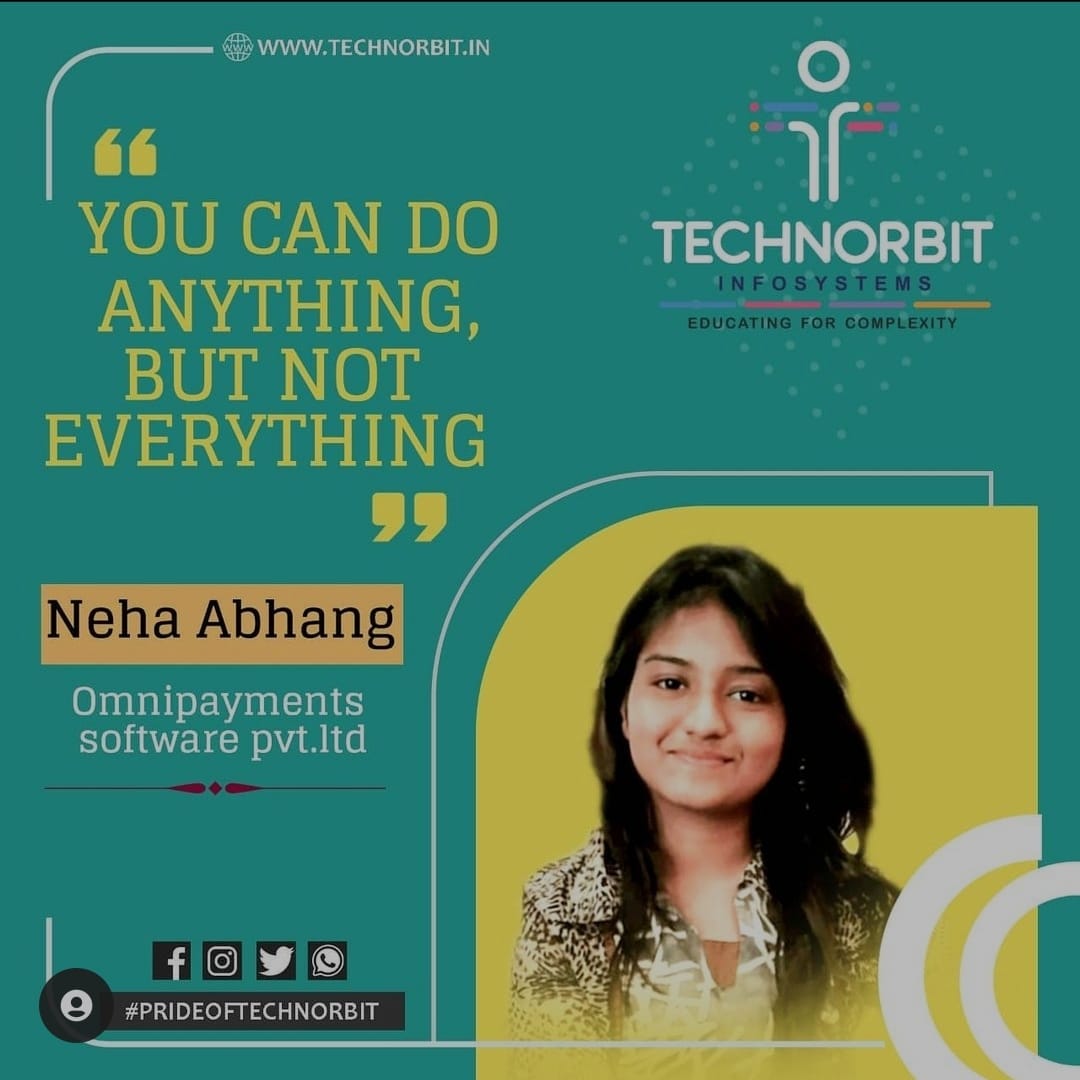 WWW.TECHNORBIT.IN
TECHNORBIT
INFOSYSTEMS
EDUCATING FOR COMPLEXITY
“
YOU CAN DO
ANYTHING,
BUT NOT
EVERYTHING
”
Neha Abhang
Omnipayments
software pvt.ltd
#PRIDEOFTECHNORBIT